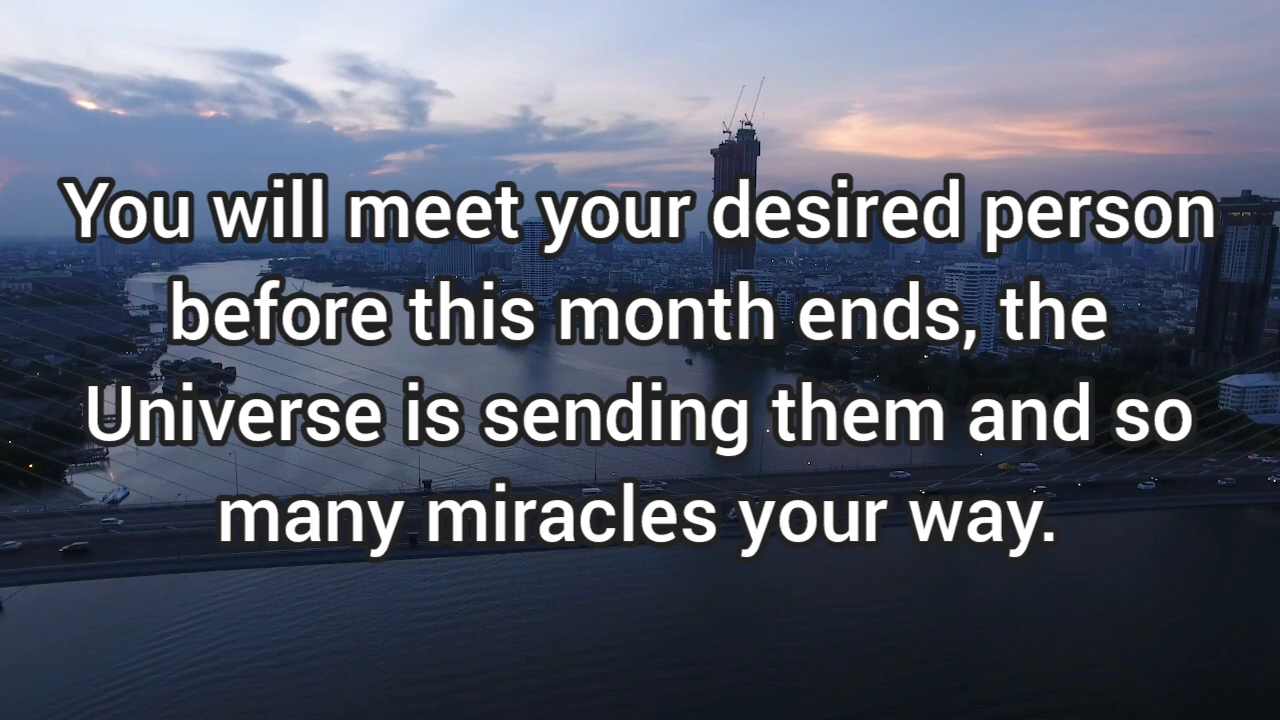 You will meet your desired person
before this month ends, the
Universe is sending them and so
many miracles your way.